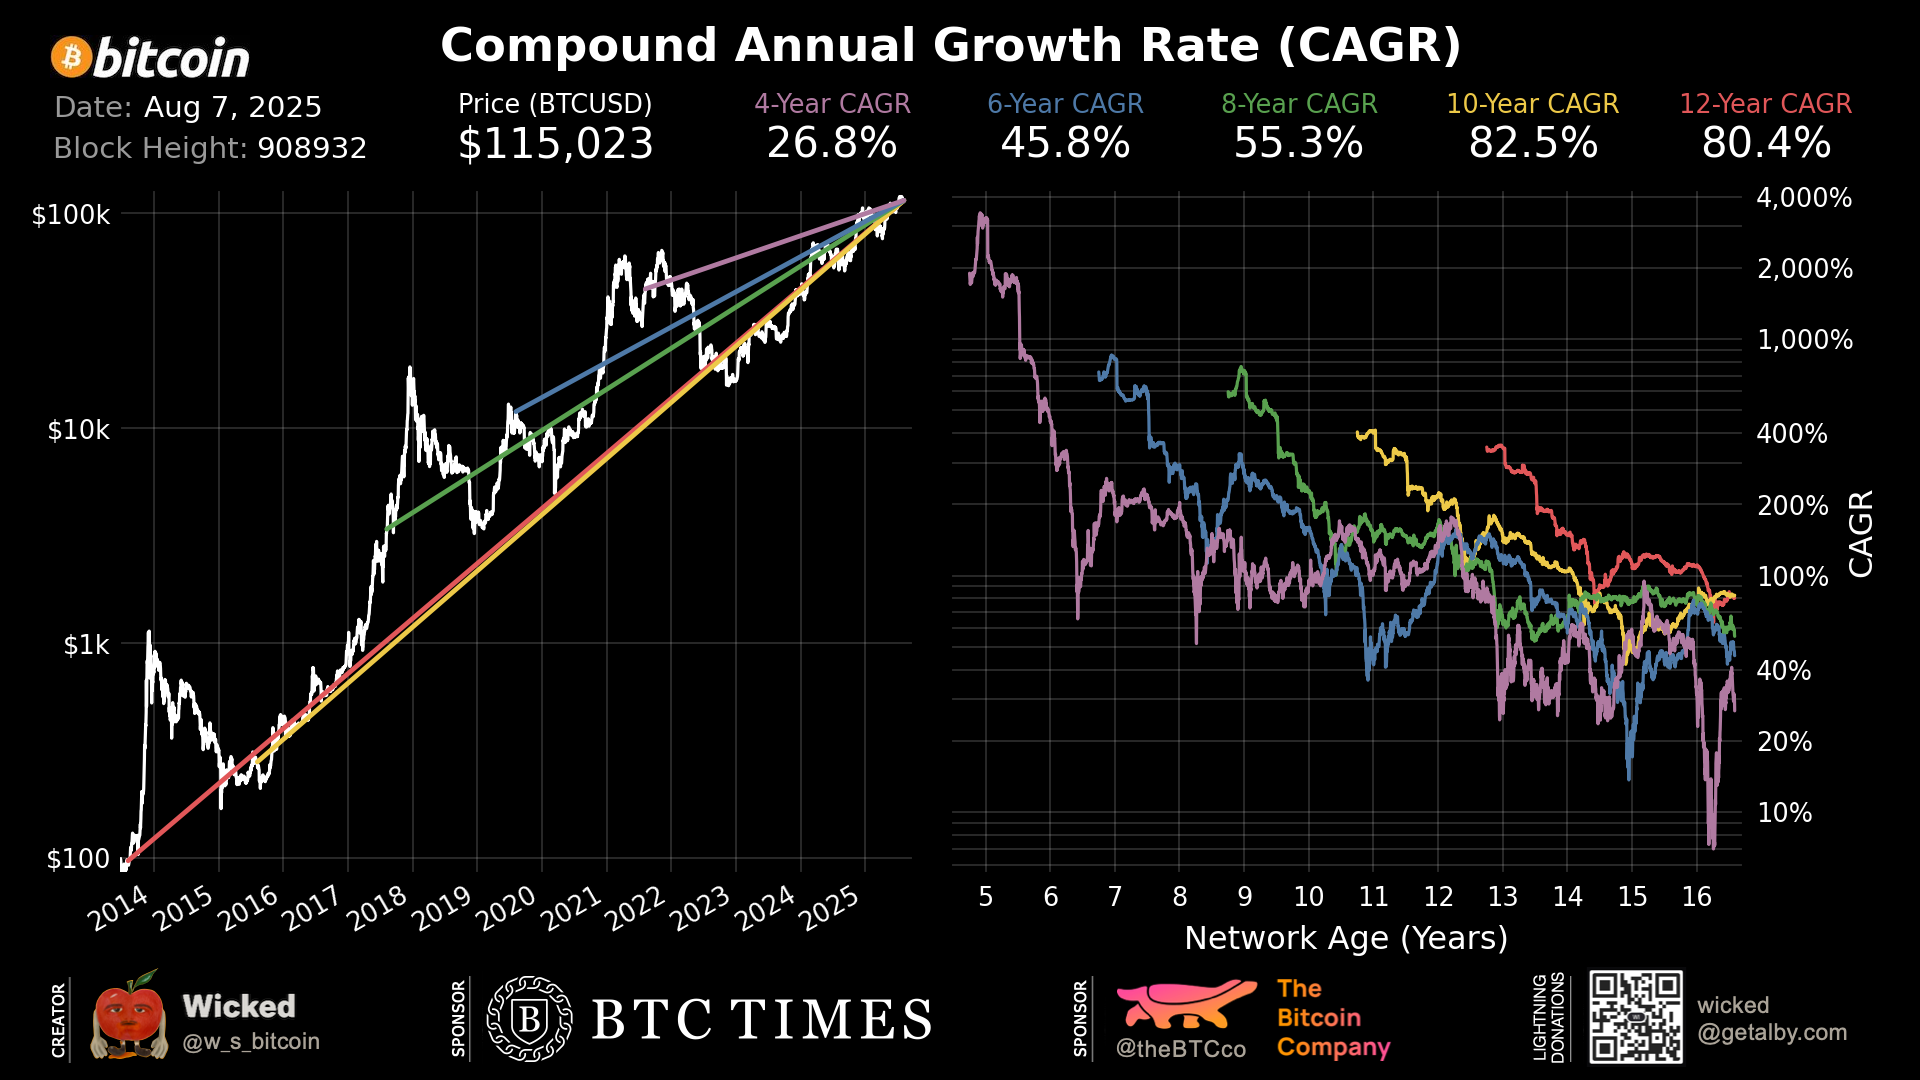 bitcoin
Compound Annual Growth Rate (CAGR)
Date: Aug 7, 2025
Block Height: 908932
Price (BTCUSD)
$115,023
4-Year CAGR
26.8%
6-Year CAGR
45.8%
8-Year CAGR
55.3%
10-Year CAGR
82.5%
12-Year CAGR
80.4%
$100k
$10k
$1k
$100
2014
2015
2016
2017
2018
2019
2020
2021
2022
2023
2024
2025
4,000%
2,000%
1,000%
400%
200%
100%
40%
20%
10%
CAGR
5
6
7
8
9
10
11
12
13
14
15
16
Network Age (Years)
CREATOR
Wicked
@w_s_bitcoin
SPONSOR
B
BTC TIMES
SPONSOR
@theBTCco
The
Bitcoin
Company
LIGHTNING
DONATIONS
wicked
@getalby.com